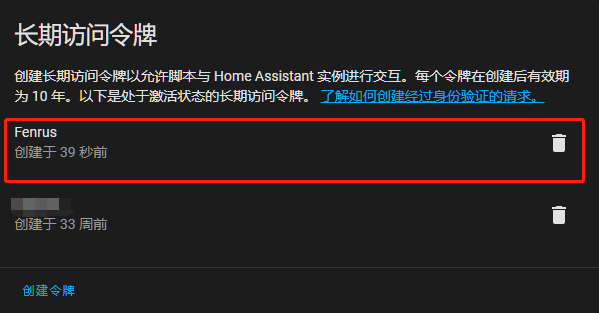 长期访问令牌
创建长期访问令牌以允许脚本与 Home Assistant 实例进行交互。每个令牌在创建后有效期
为 10 年。以下是处于激活状态的长期访问令牌。 了解如何创建经过身份验证的请求。
Fenrus
创建于 39 秒前
创建于 33 周前
创建令牌